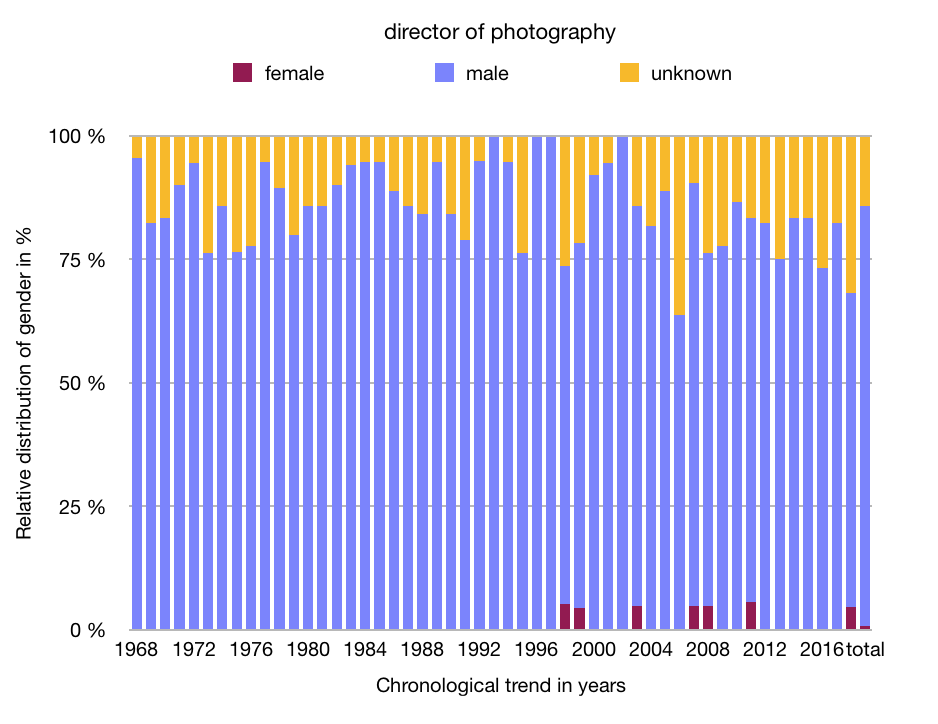 director of photography
female male unknown
100 %
75 %
50 %
25 %
0 %
Relative distribution of gender in %
1968 1972 1976 1980 1984 1988 1992 1996 2000 2004 2008 2012 2016 total
Chronological trend in years